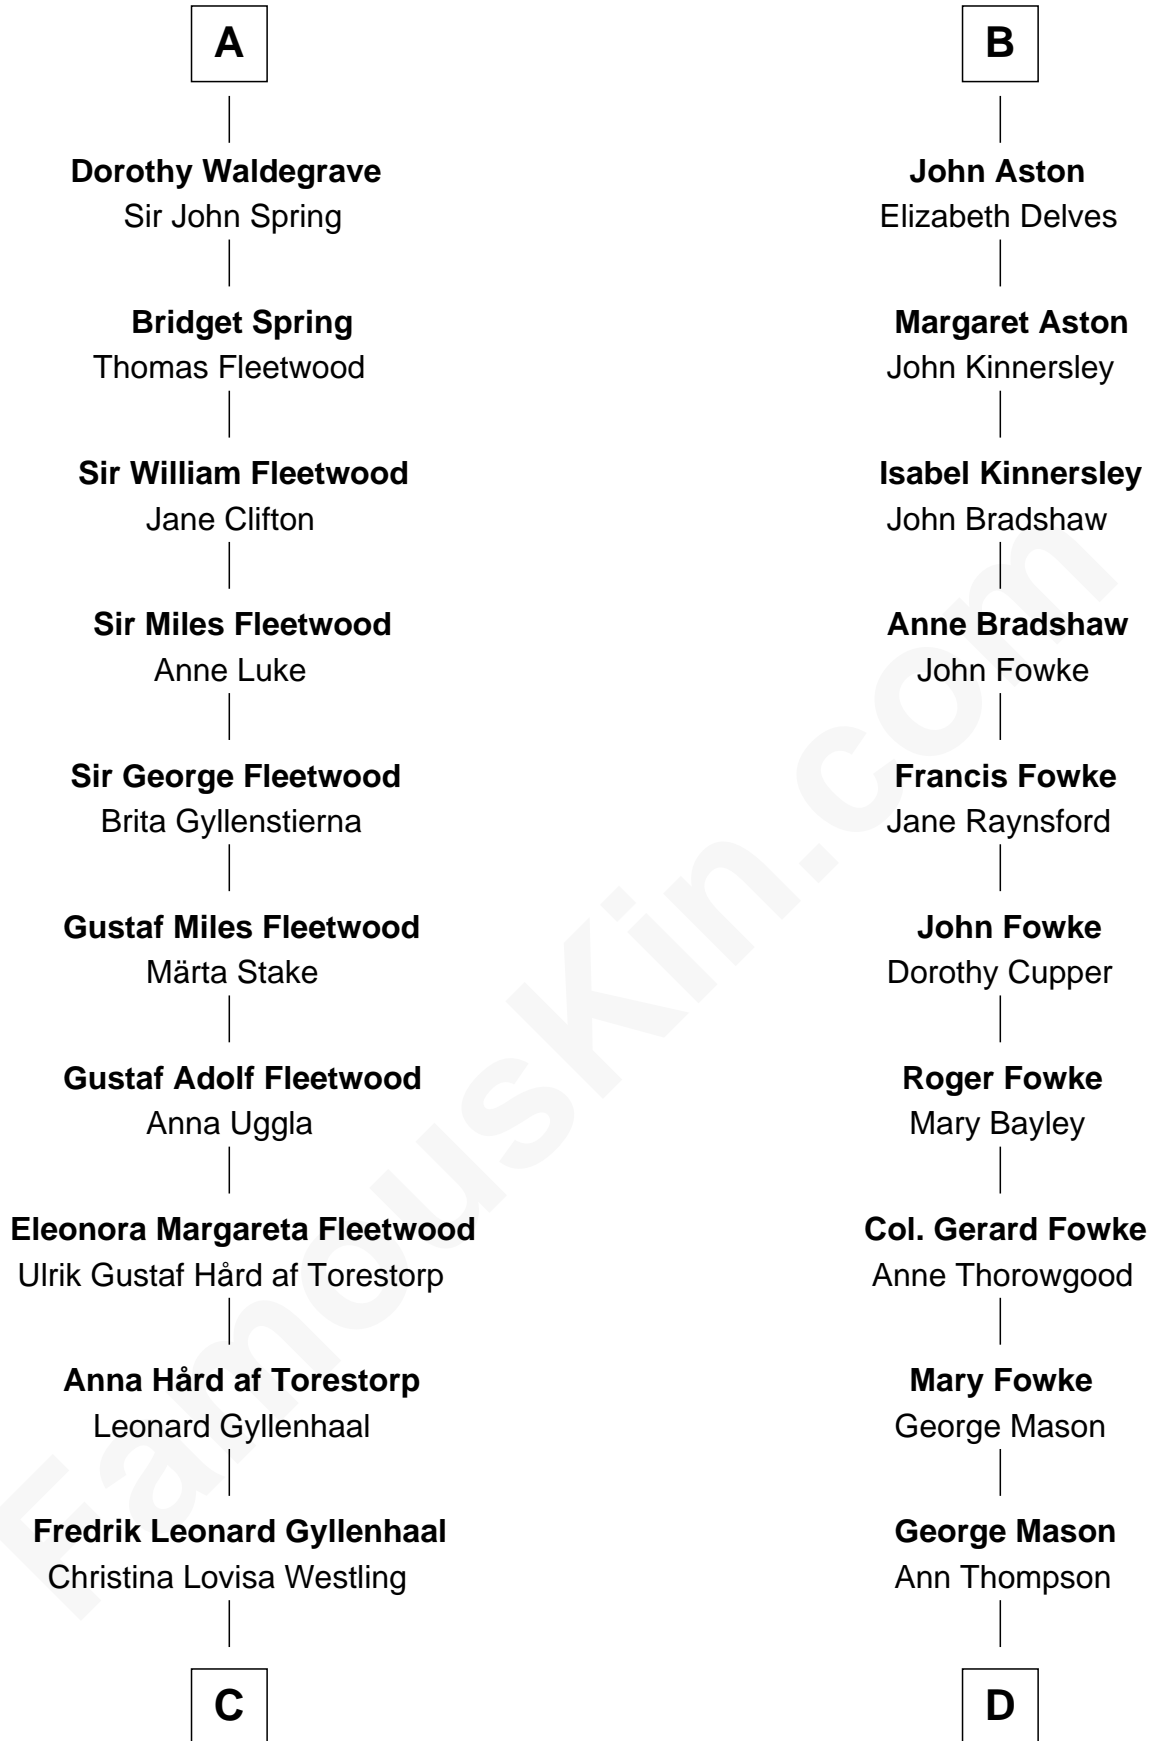 A
Dorothy Waldegrave
Sir John Spring
Bridget Spring
Thomas Fleetwood
Sir William Fleetwood
Jane Clifton
Sir Miles Fleetwood
Anne Luke
Sir George Fleetwood
Brita Gyllenstierna
Gustaf Miles Fleetwood
Märta Stake
Gustaf Adolf Fleetwood
Anna Uggla
Eleonora Margareta Fleetwood
Ulrik Gustaf Hård af Torestorp
Anna Hård af Torestorp
Leonard Gyllenhaal
Fredrik Leonard Gyllenhaal
Christina Lovisa Westling
C
B
John Aston
Elizabeth Delves
Margaret Aston
John Kinnersley
Isabel Kinnersley
John Bradshaw
Anne Bradshaw
John Fowke
Francis Fowke
Jane Raynsford
John Fowke
Dorothy Cupper
Roger Fowke
Mary Bayley
Col. Gerard Fowke
Anne Thorowgood
Mary Fowke
George Mason
George Mason
Ann Thompson
D
FamousKin.com